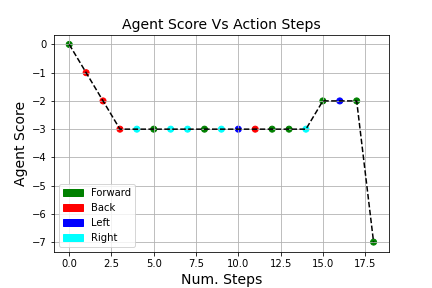 Agent Score Vs Action Steps
Agent Score
0
−1
−2
−3
−4
−5
−6
−7
Forward
Back
Left
Right
0.0 2.5 5.0 7.5 10.0 12.5 15.0 17.5
Num. Steps